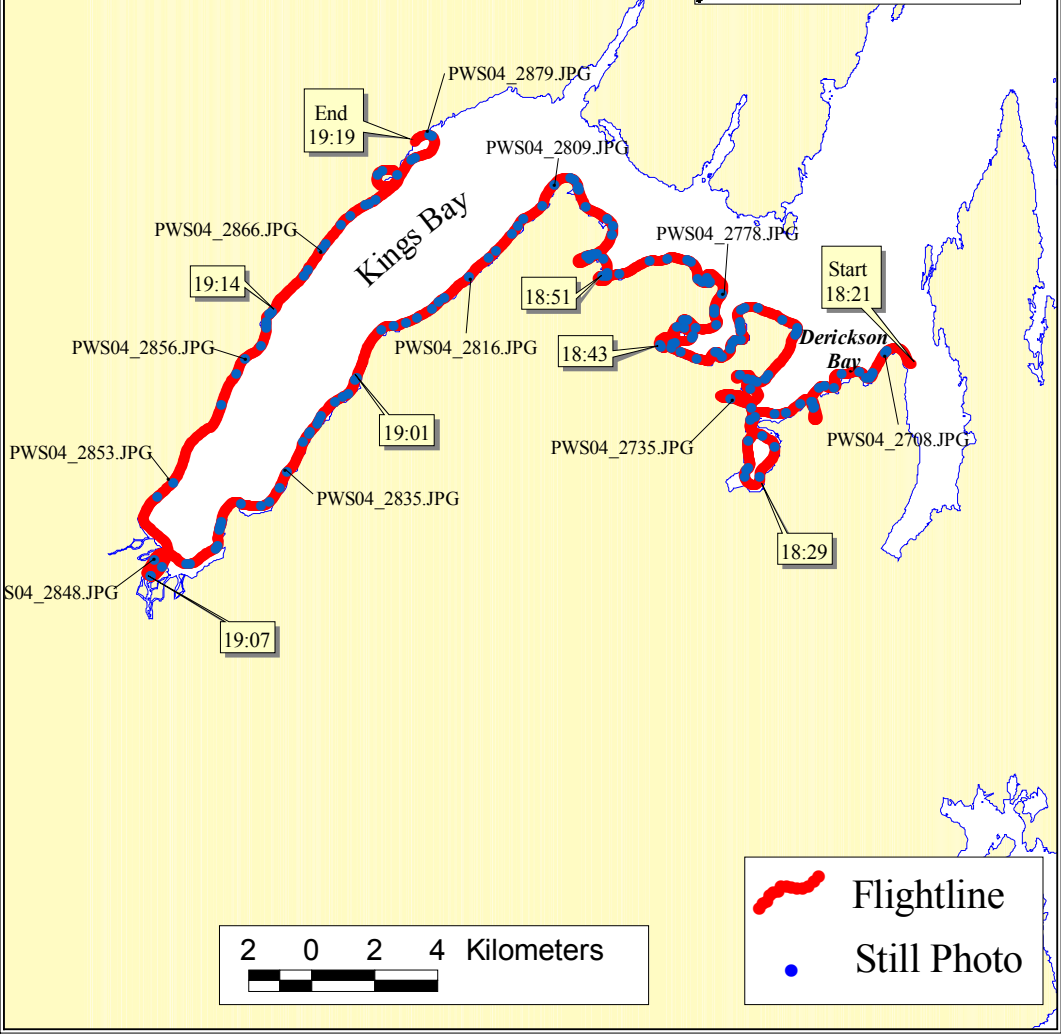 PWS04_2879.JPG
End
19:19
PWS04_2809.JPG
Kings Bay
PWS04_2866.JPG
PWS04_2778.JPG
Start
18:21
19:14
18:51
Derickson
Bay
PWS04_2856.JPG
PWS04_2816.JPG
18:43
19:01
PWS04_2735.JPG
PWS04_2708.JPG
PWS04_2853.JPG
PWS04_2835.JPG
18:29
S04_2848.JPG
19:07
Flightline
Still Photo
2 0 2 4 Kilometers